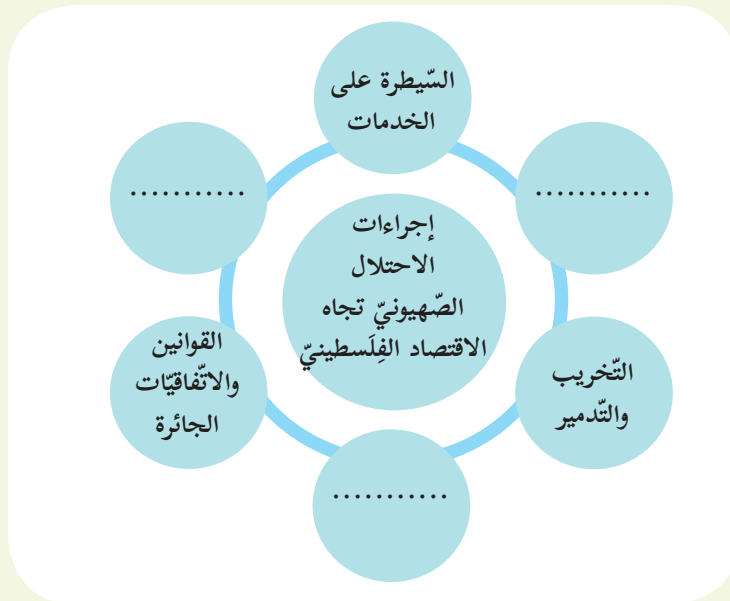 السّيطرة على
الخدمات
...........
...........
إجراءات
الاحتلال
الصّهيونيّ تجاه
الاقتصاد الفِلَسطينيّ
التّخريب
والتّدمير
القوانين
والاتّفاقيّات
الجائرة
...........